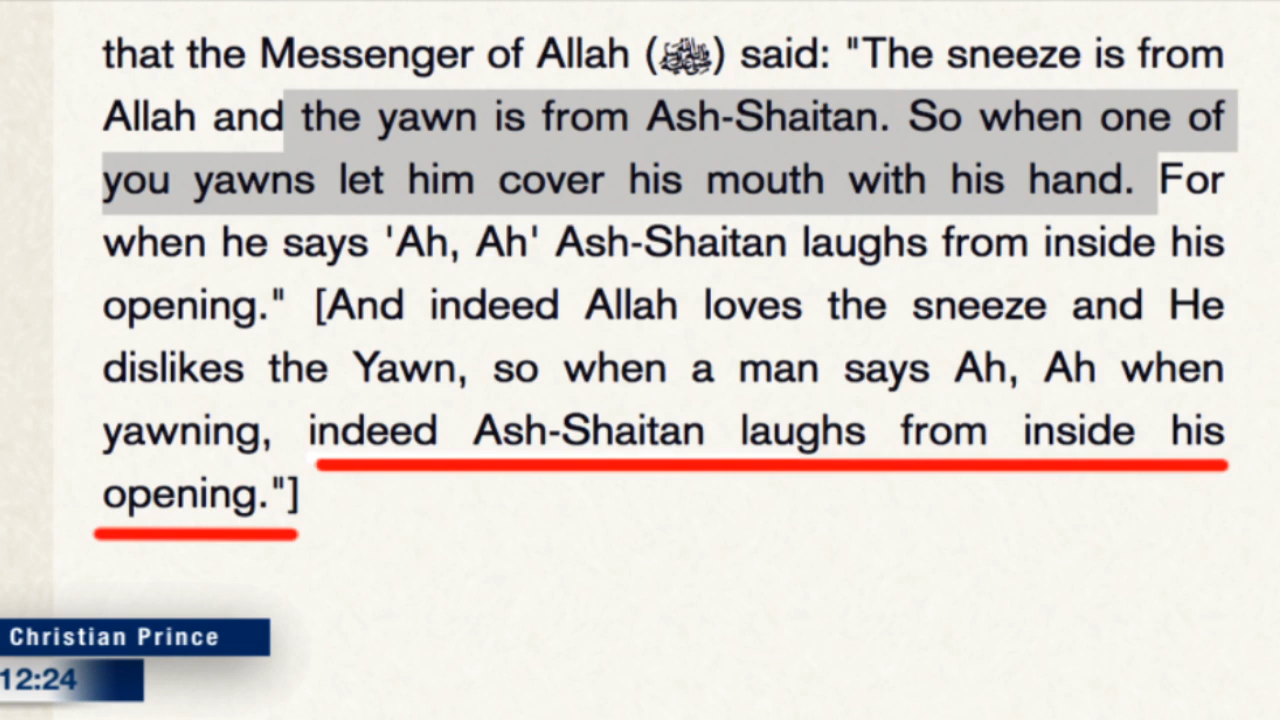 that the Messenger of Allah (ﷺ) said: "The sneeze is from
Allah and the yawn is from Ash-Shaitan. So when one of
you yawns let him cover his mouth with his hand. For
when he says 'Ah, Ah' Ash-Shaitan laughs from inside his
opening." [And indeed Allah loves the sneeze and He
dislikes the Yawn, so when a man says Ah, Ah when
yawning, indeed Ash-Shaitan laughs from inside his
opening."]
Christian Prince
12:24